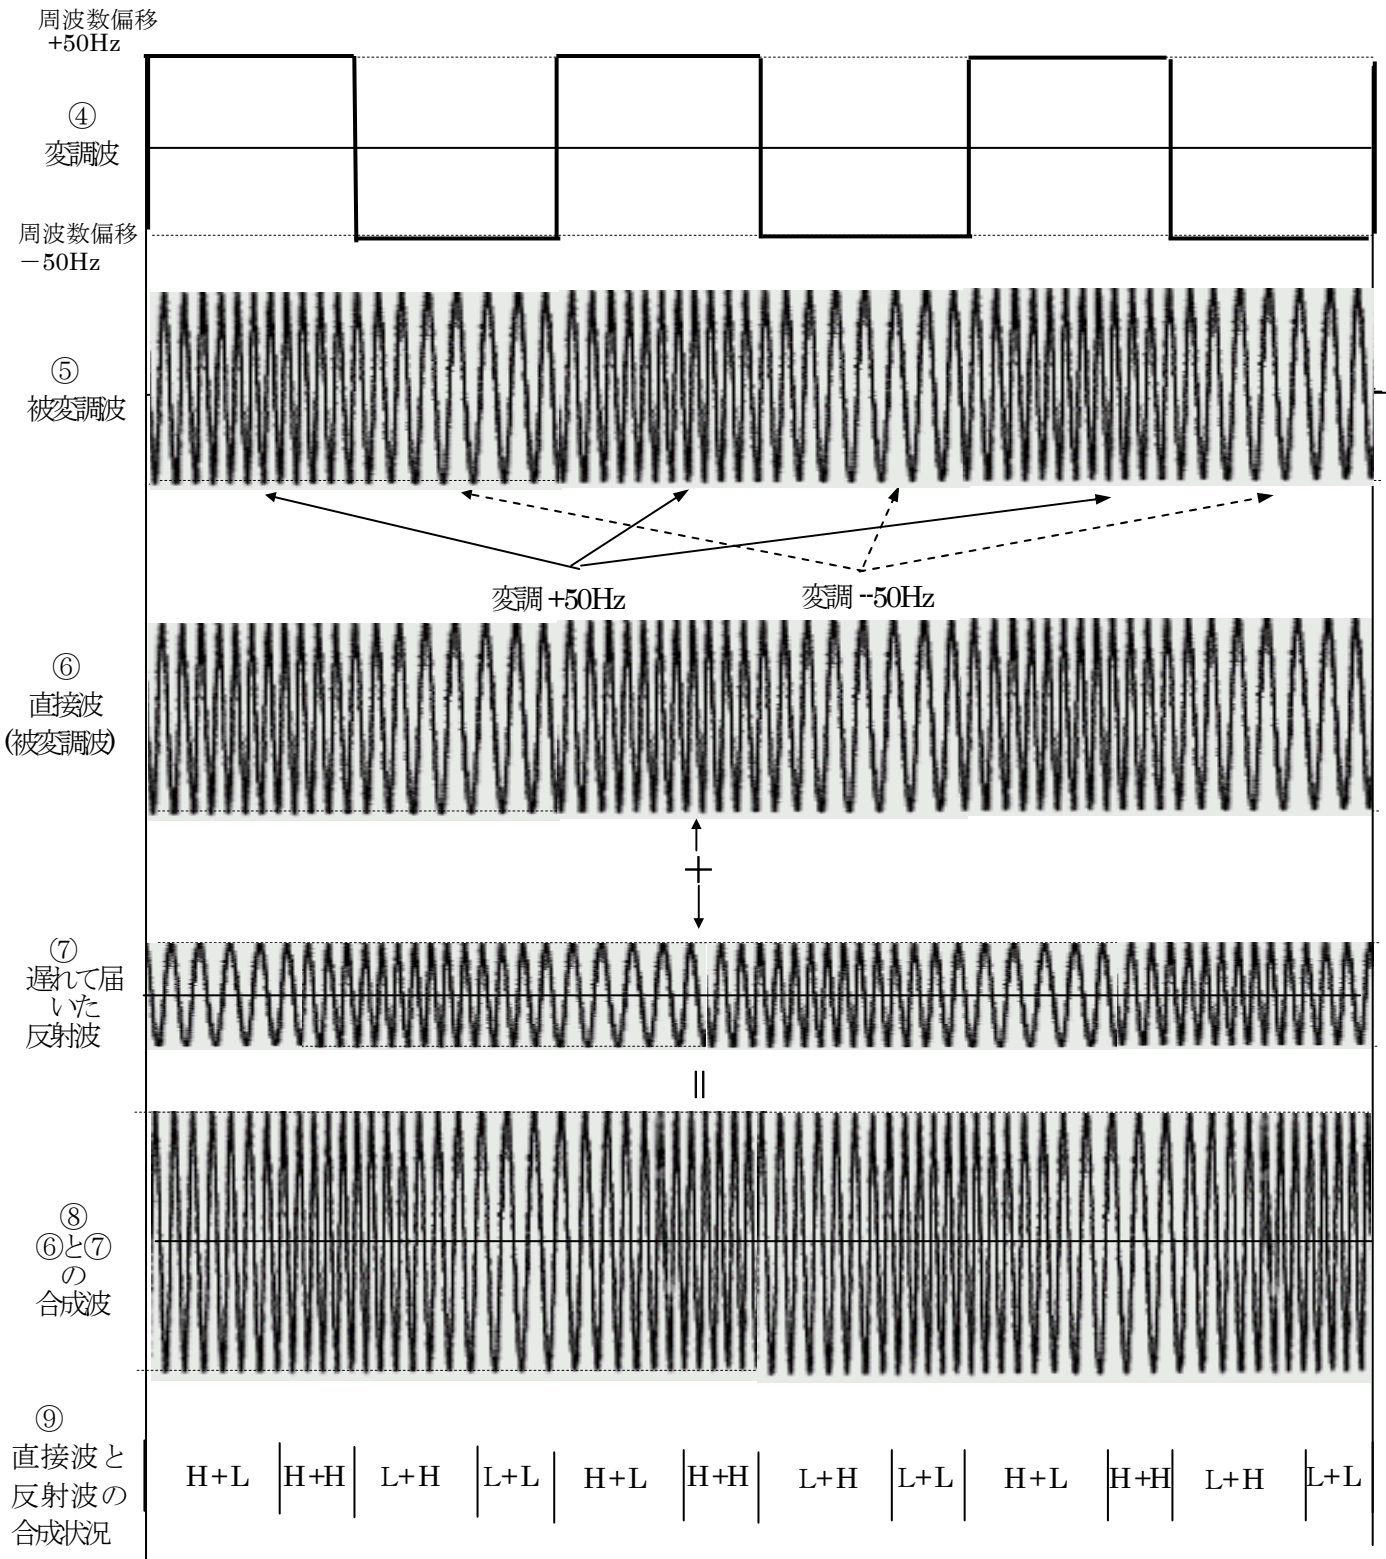 周波数偏移
+50Hz
④
変調波
周波数偏移
－50Hz
⑤
被変調波
変調 +50Hz
変調 --50Hz
⑥
直接波
(被変調波)
+
⑦
遅れて届
いた
反射波
||
⑧
⑥と⑦
の
合成波
⑨
直接波と
反射波の
合成状況
H+L H+H L+H L+L H+L H+H L+H L+L H+L H+H L+H L+L